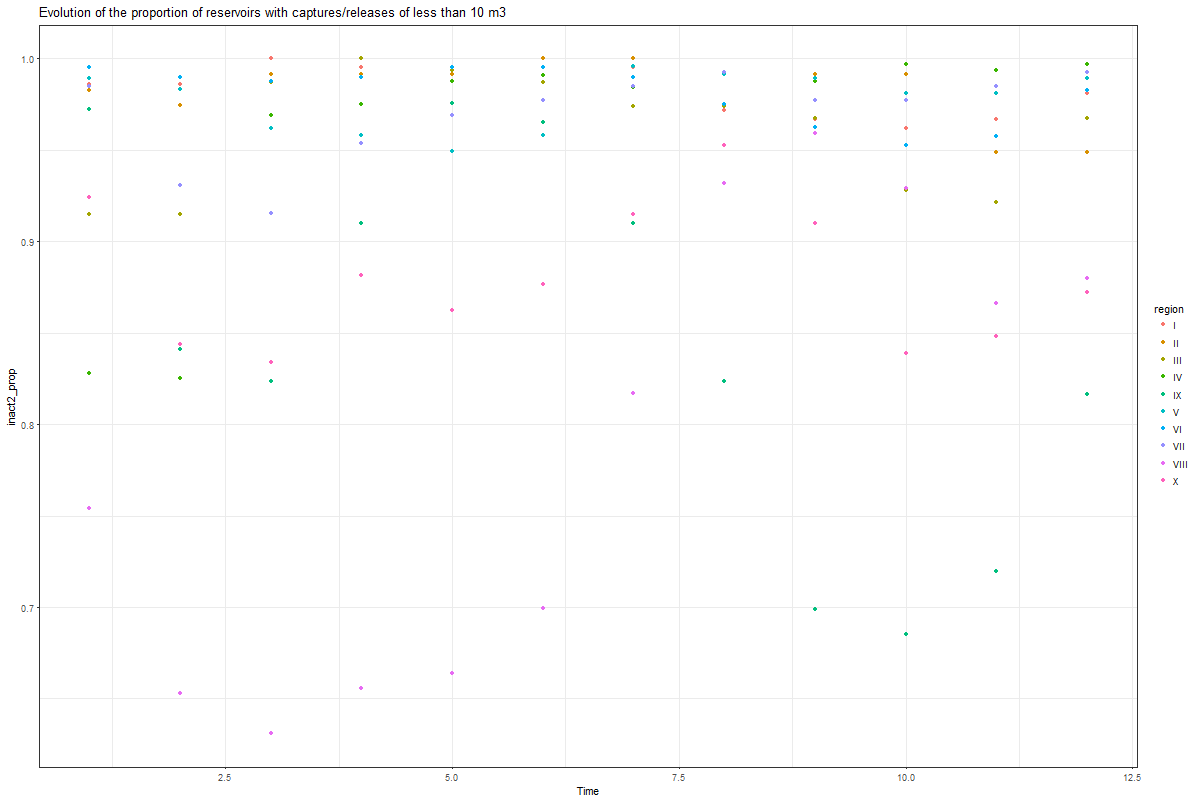 Evolution of the proportion of reservoirs with captures/releases of less than 10 m3
1.0
0.9
0.8
0.7
inact2_prop
2.5
5.0
7.5
10.0
12.5
Time
region
I
II
III
IV
IX
V
VI
VII
VIII
X